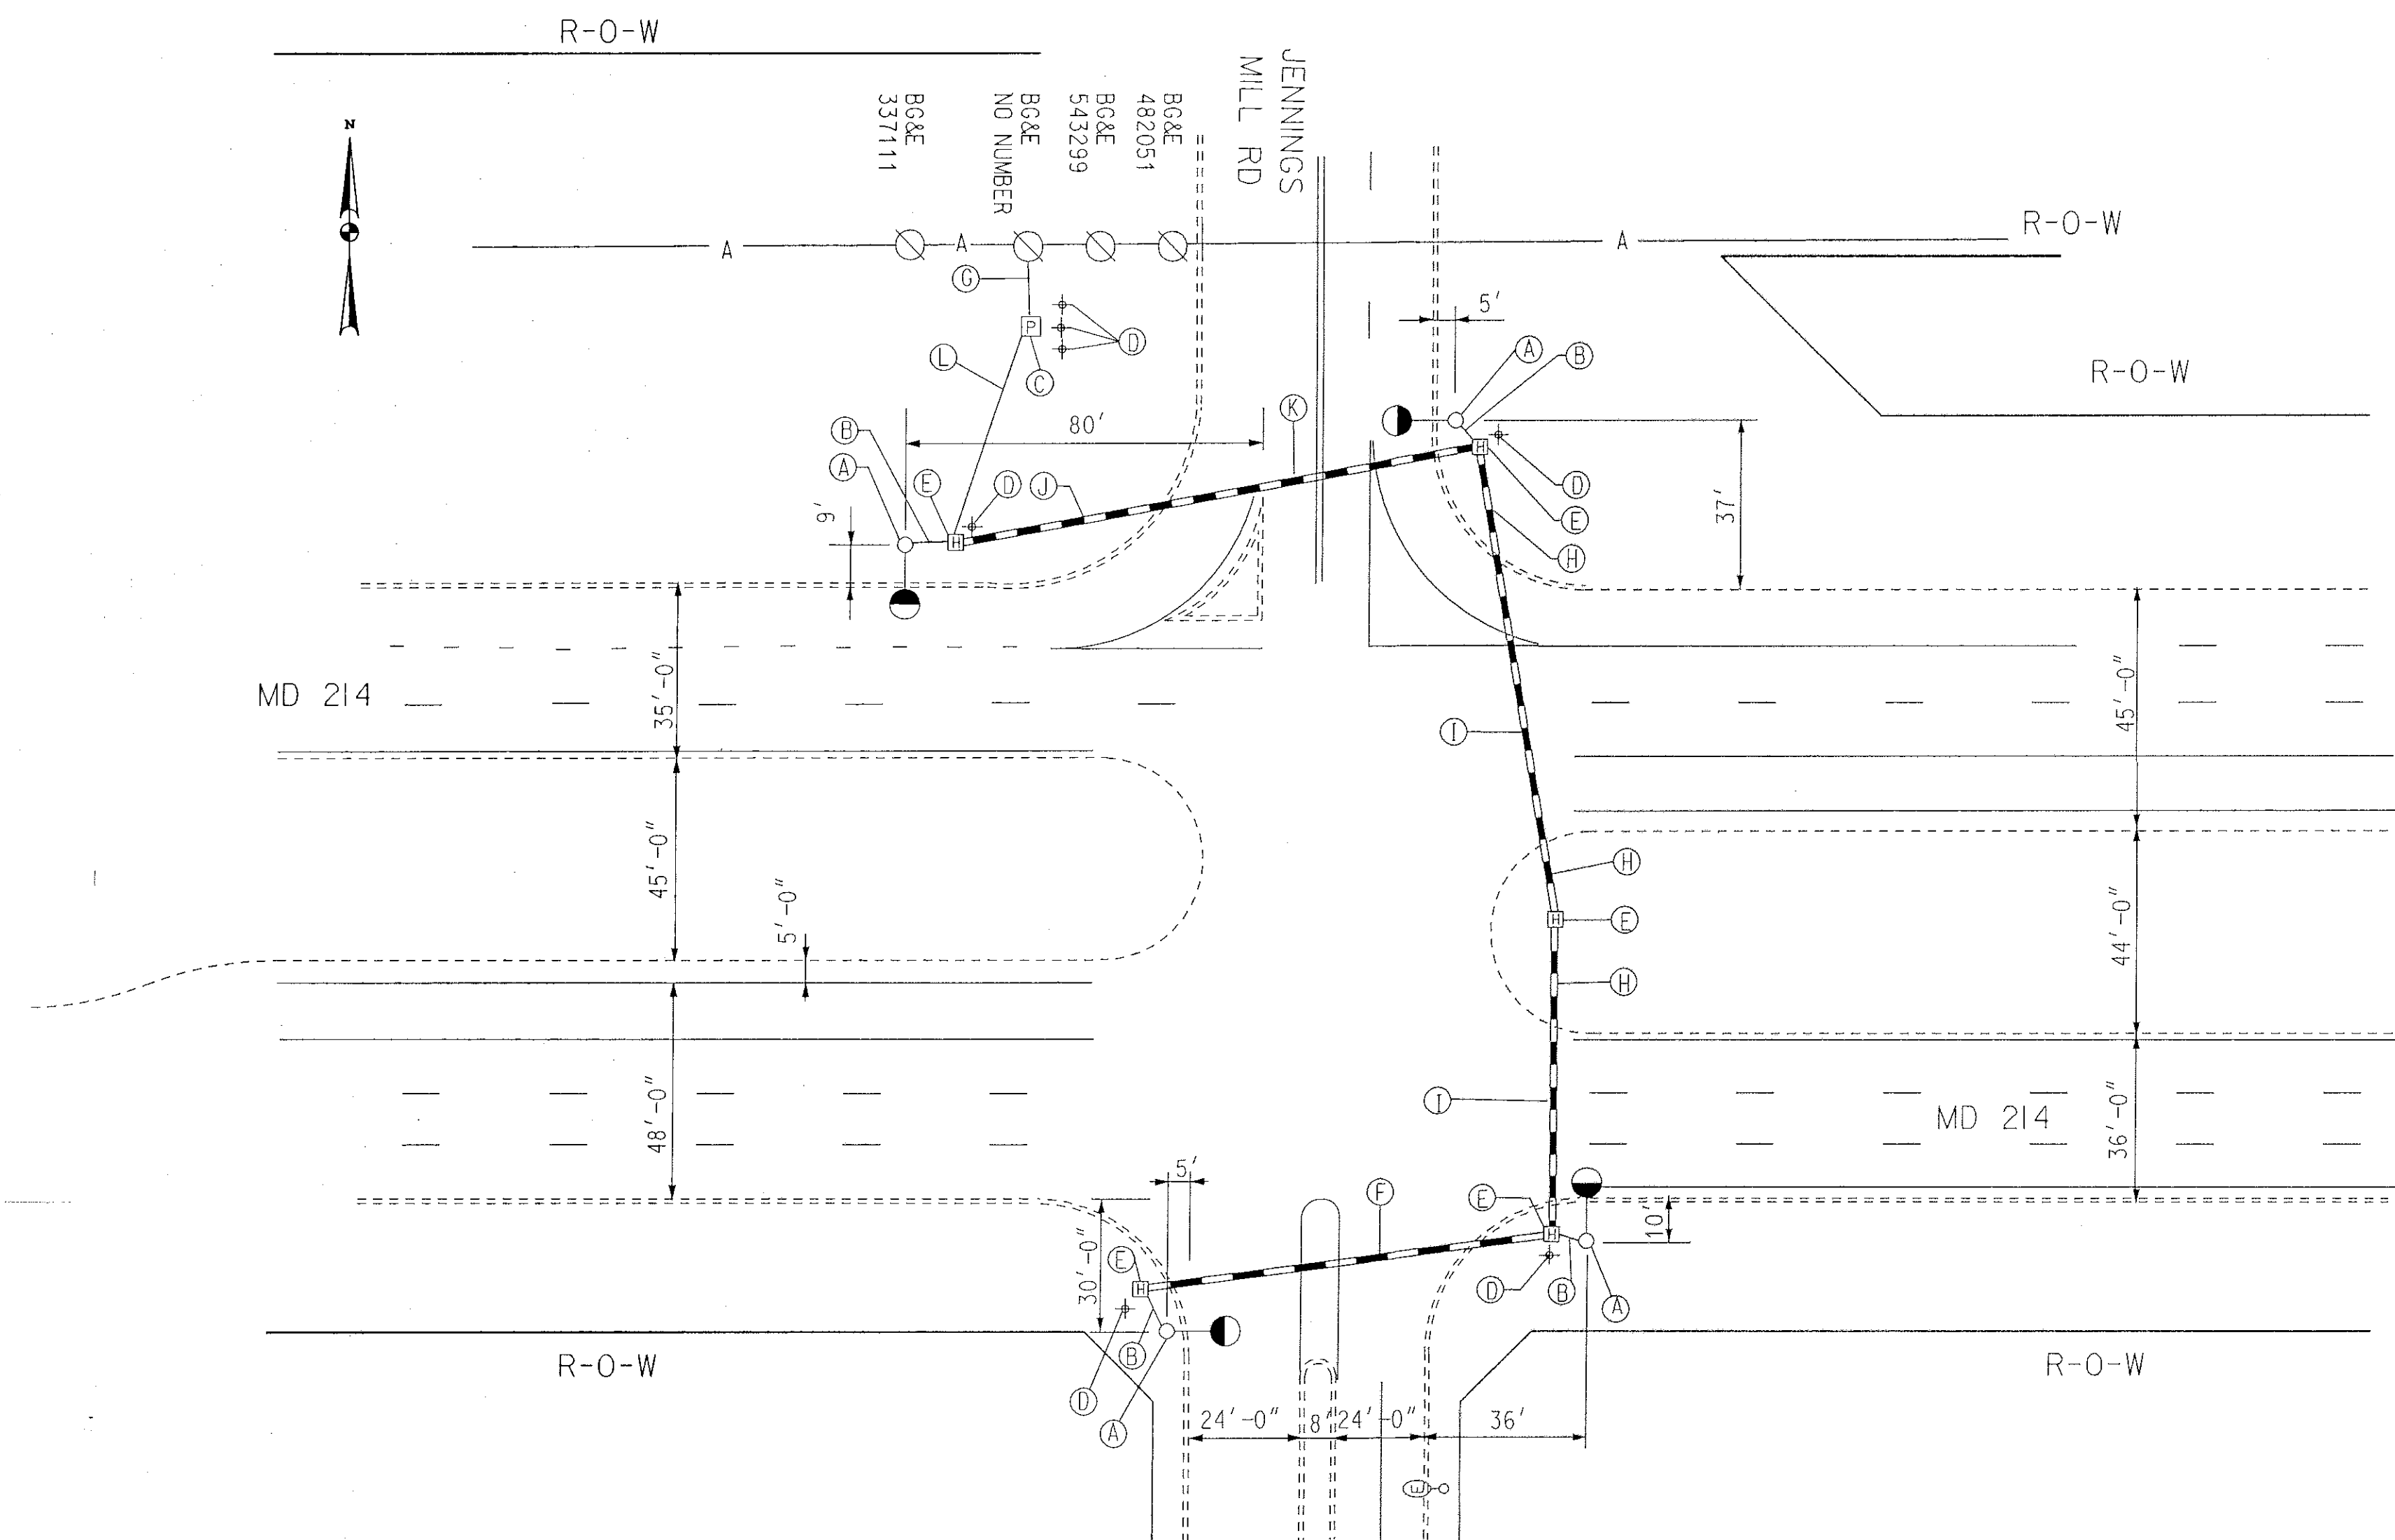 R-O-W
N
BG&E
337111
BG&E
NO NUMBER
BG&E
543299
BG&E
482051
JENNINGS
MILL RD
R-O-W
A
A
A
G
5'
P
D
L
C
A
B
R-O-W
K
80'
B
A
H
E
D
J
D
37'
9'
H
E
H
MD 214
35'-0"
45'-0"
I
H
45'-0"
5'-0"
H
E
44'-0"
H
I
48'-0"
MD 214
36'-0"
5'
F
E
10'
30'-0"
E
H
H
D
B
A
B
R-O-W
R-O-W
D
A
24'-0"
8'
24'-0"
36'
E